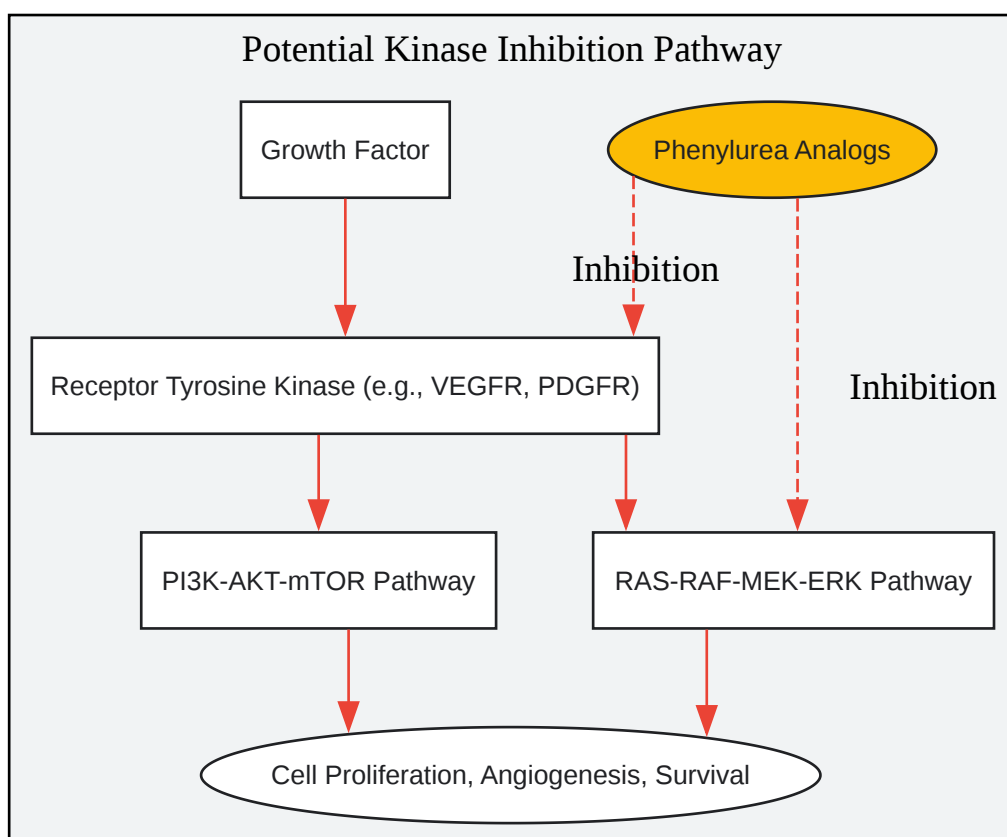 Potential Kinase Inhibition Pathway
Growth Factor
Phenylurea Analogs
Inhibition
Receptor Tyrosine Kinase (e.g., VEGFR, PDGFR)
Inhibition
PI3K-AKT-mTOR Pathway
RAS-RAF-MEK-ERK Pathway
Cell Proliferation, Angiogenesis, Survival